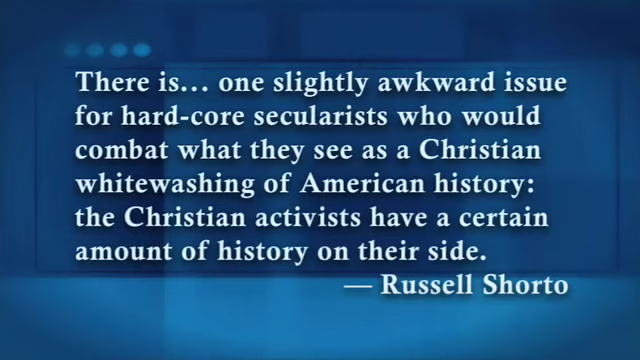 There is... one slightly awkward issue
for hard-core secularists who would
combat what they see as a Christian
whitewashing of American history:
the Christian activists have a certain
amount of history on their side.
— Russell Shorto